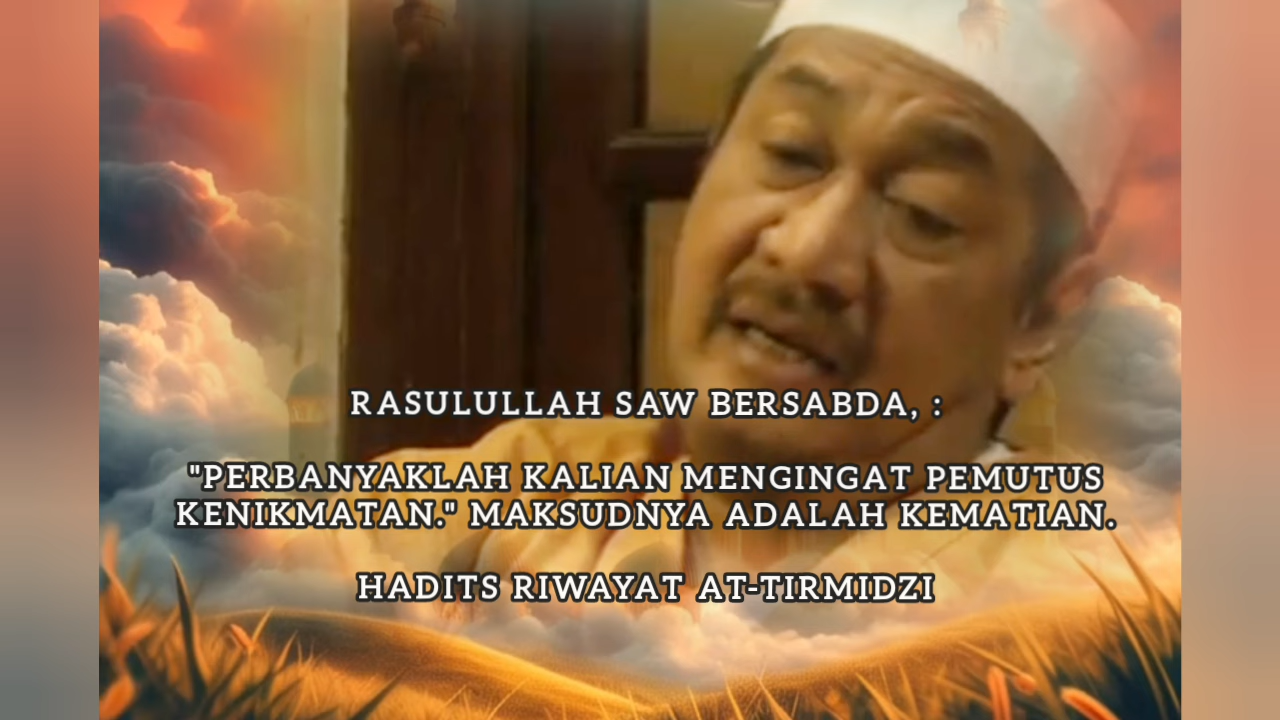 RASULULLAH SAW BERSABDA, :
"PERBANYAKLAH KALIAN MENGINGAT PEMUTUS
KENIKMATAN." MAKSUDNYA ADALAH KEMATIAN.
HADITS RIWAYAT AT-TIRMIDZI